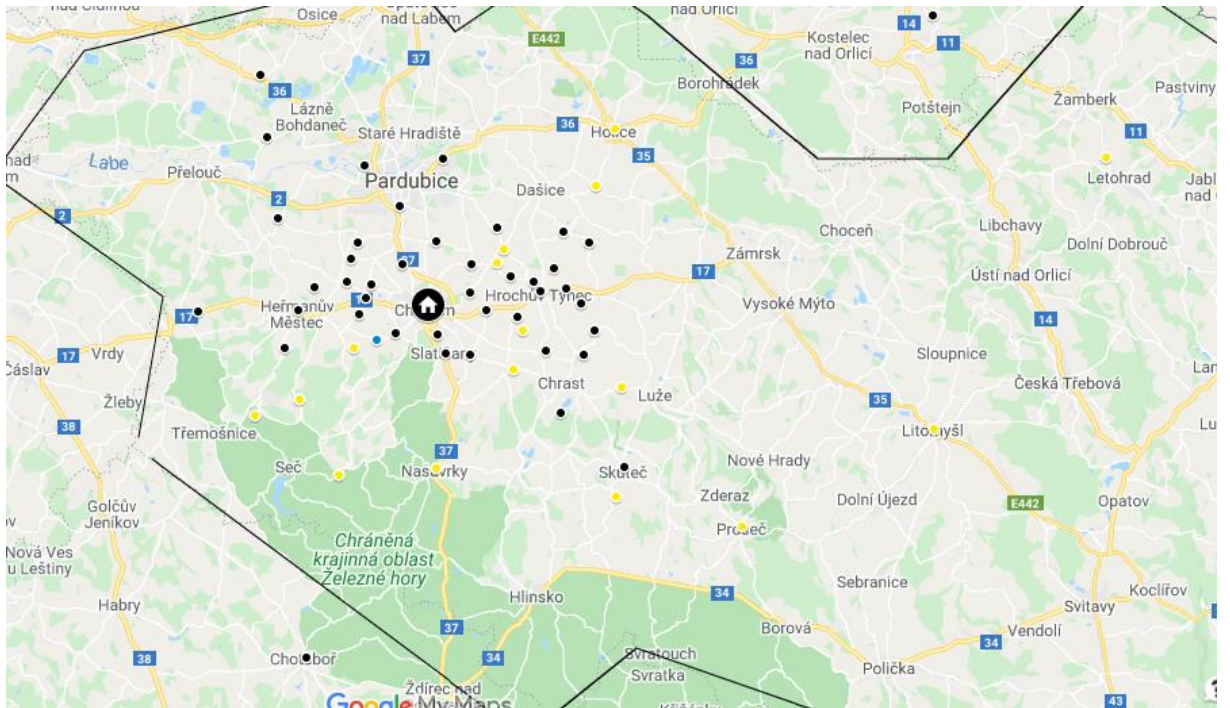 nad Cidlinou
Osice
nad Labem
nad Orlicí
14
Kostelec
nad Orlicí
11
E442
37
36
Borohrádek
36
Lázně
Bohdaneč
Potštejn
Žamberk
Pastviny
Staré Hradiště
36
Holice
11
35
Labe
Přelouč
Pardubice
Dašice
Letohrad
2
2
Libchavy
Choceň
Dolní Dobrouč
Zámrsk
17
Ústí nad Orlicí
Heřmanův
Městec
Hrochův Týnec
Vysoké Mýto
17
14
17
Vrdy
Čáslav
Sloupnice
Chrast
Česká Třebová
Žleby
Luže
35
38
Třemošnice
Litomyšl
37
Seč
Nasavrky
Skuteč
Nové Hrady
Zderaz
Dolní Újezd
Opatov
E442
Golčův
Jeníkov
Proseč
Chráněná
krajinná oblast
Železné hory
Nová Ves
u Leštiny
Sebranice
Koclířov
Habry
Hlinsko
34
Svitavy
37
Borová
Vendolí
34
38
Chotěboř
34
Svratouch
Svratka
Polička
Ždírec nad
Google My Maps
43